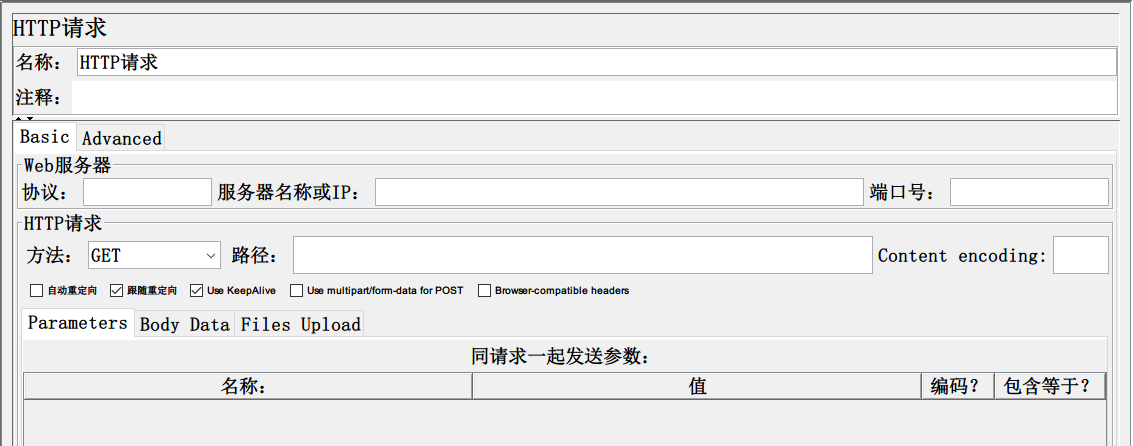 HTTP请求
名称: HTTP请求
注释:
Basic Advanced
Web服务器
协议: 服务器名称或IP: 端口号:
HTTP请求
方法: GET 路径: Content encoding:
自动重定向 跟随重定向 Use KeepAlive Use multipart/form-data for POST Browser-compatible headers
Parameters Body Data Files Upload
同请求一起发送参数:
名称: 值 编码? 包含等于?